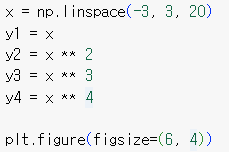 x = np.linspace(-3, 3, 20)
y1 = x
y2 = x ** 2
y3 = x ** 3
y4 = x ** 4
plt.figure(figsize=(6, 4))